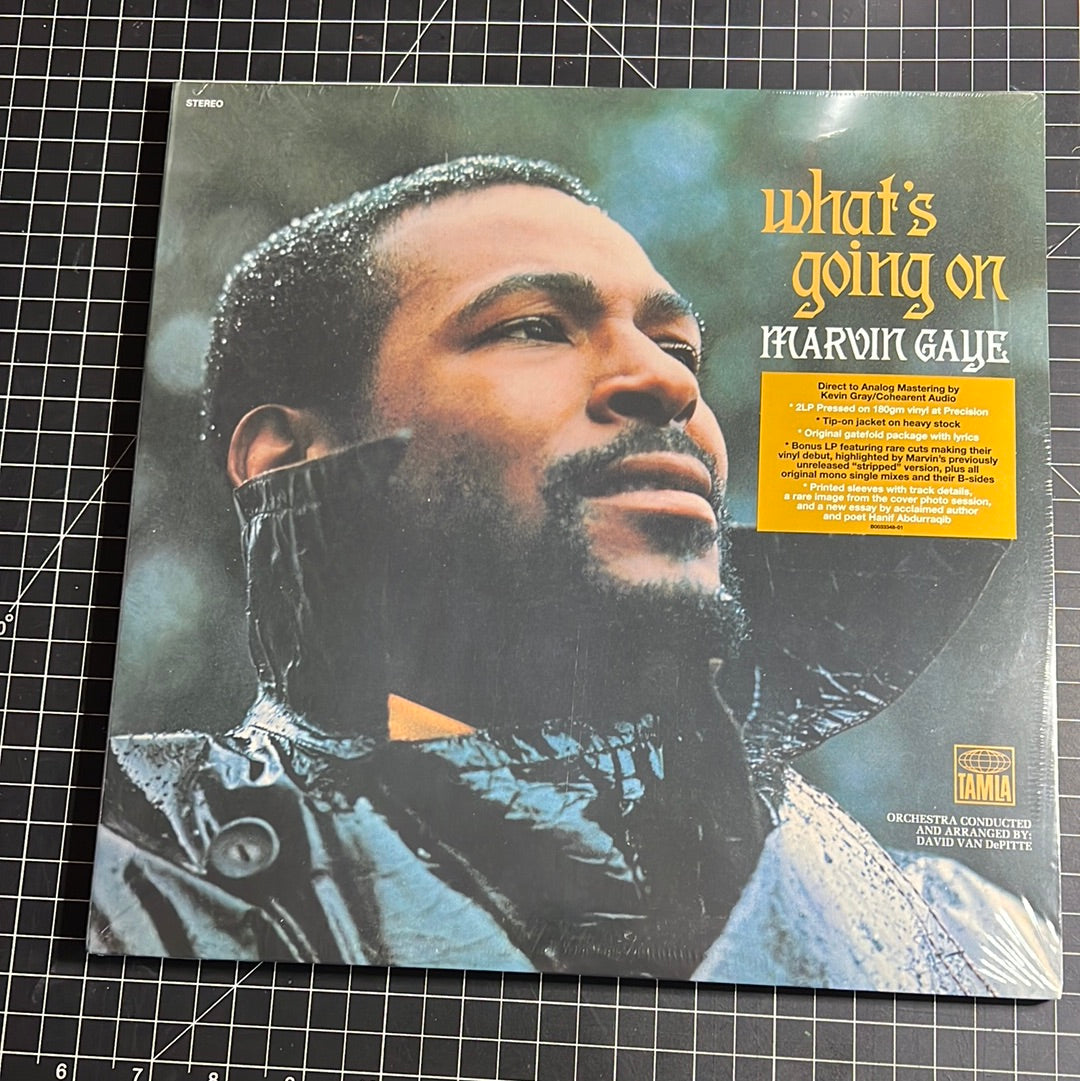 STEREO
what's
going on
MARVIN GAYE
Direct to Analog Mastering by
Kevin Gray/Cohearent Audio
* 2LP Pressed on 180gm vinyl at Precision
* Tip-on jacket on heavy stock
* Original gatefold package with lyrics
* Bonus LP featuring rare cuts making their
vinyl debut, highlighted by Marvin's previously
unreleased "stripped" version, plus all
original mono single mixes and their B-sides
* Printed sleeves with track details,
a rare image from the cover photo session,
and a new essay by acclaimed author
and poet Hanif Abdurraqib
B0033348-01
TAMLA
ORCHESTRA CONDUCTED
AND ARRANGED BY:
DAVID VAN DePITTE
0°
6 7 8